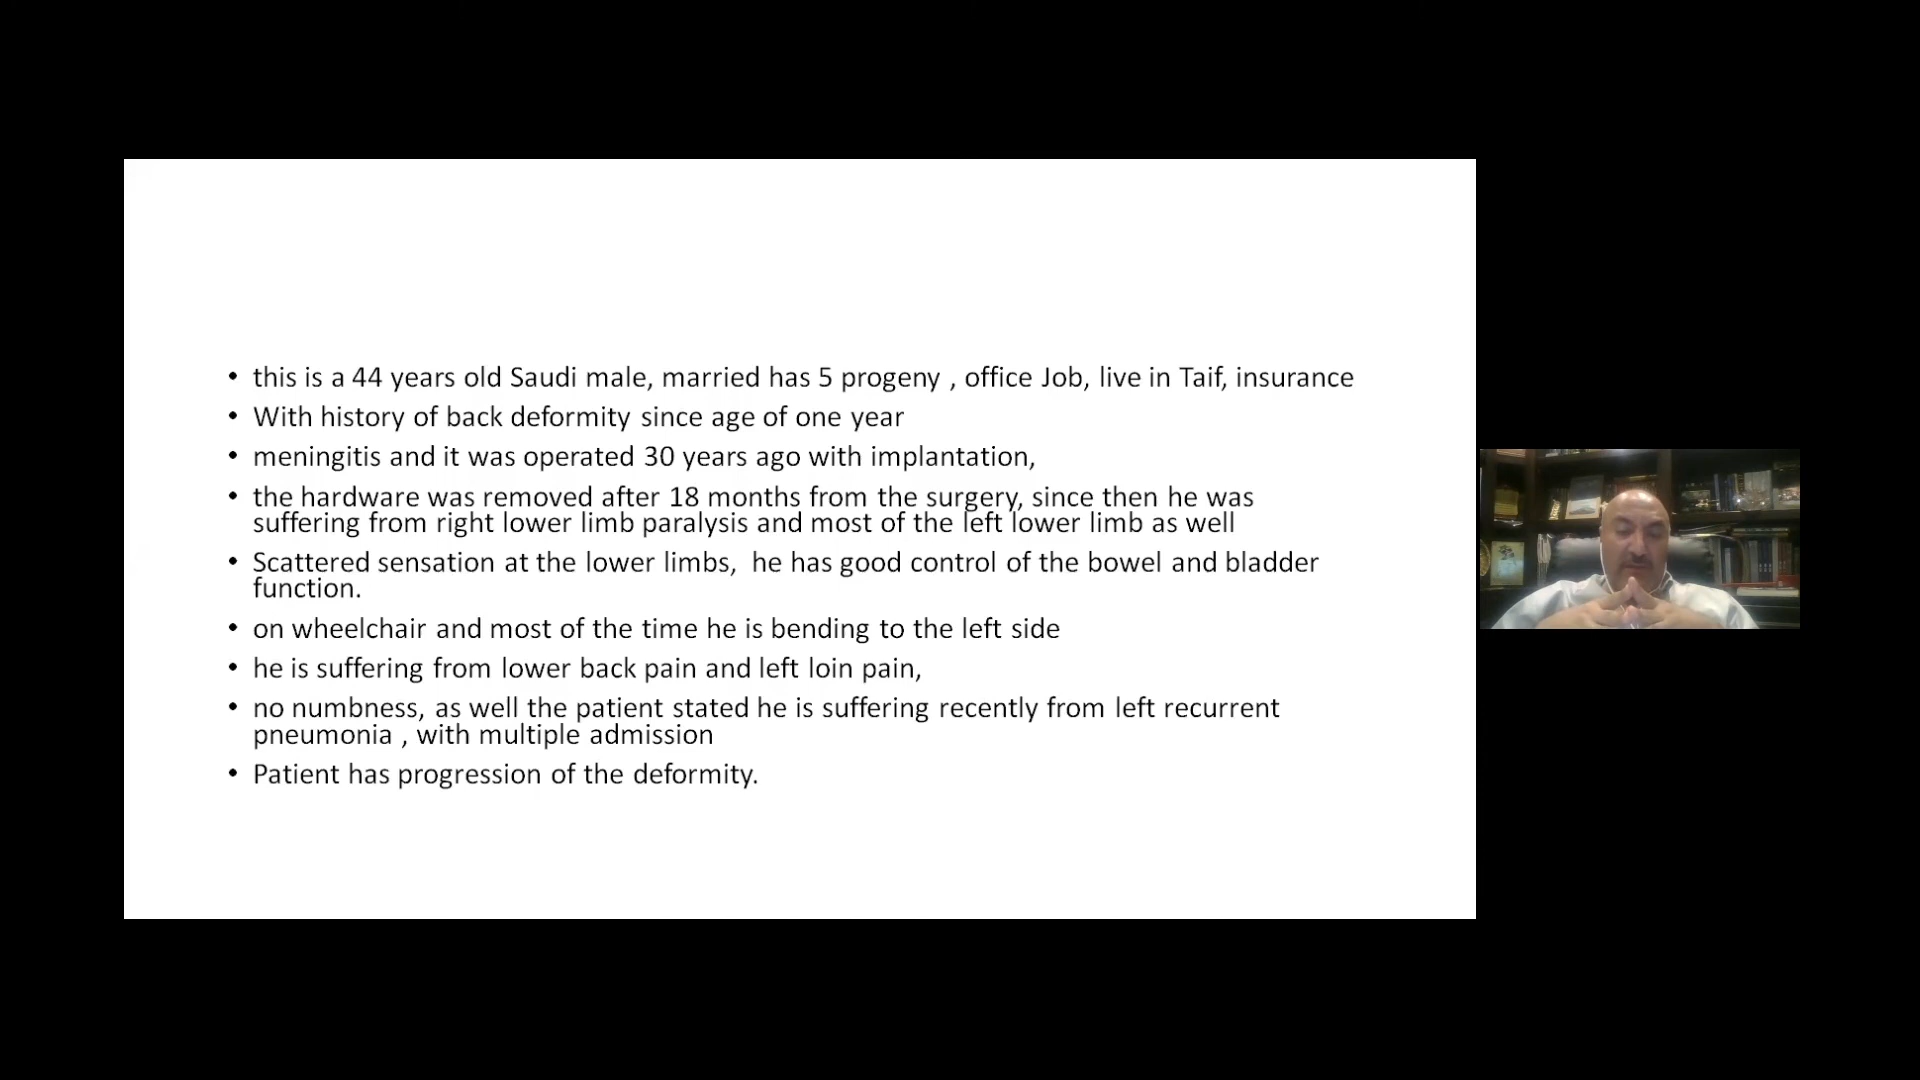 • this is a 44 years old Saudi male, married has 5 progeny , office Job, live in Taif, insurance
• With history of back deformity since age of one year
• meningitis and it was operated 30 years ago with implantation,
• the hardware was removed after 18 months from the surgery, since then he was
suffering from right lower limb paralysis and most of the left lower limb as well
• Scattered sensation at the lower limbs,  he has good control of the bowel and bladder
function.
• on wheelchair and most of the time he is bending to the left side
• he is suffering from lower back pain and left loin pain,
• no numbness, as well the patient stated he is suffering recently from left recurrent
pneumonia , with multiple admission
• Patient has progression of the deformity.